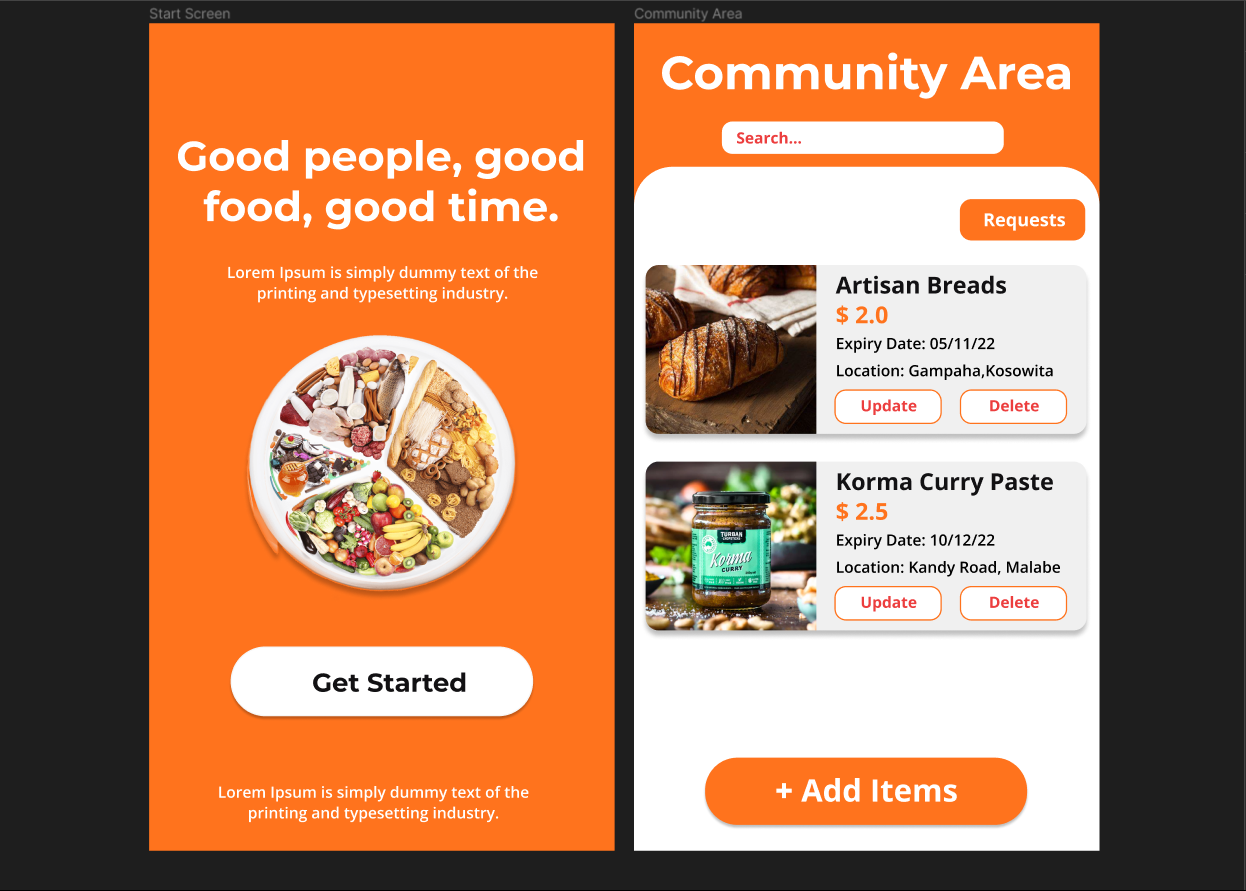 Start Screen
Good people, good
food, good time.
Lorem Ipsum is simply dummy text of the
printing and typesetting industry.
Get Started
Lorem Ipsum is simply dummy text of the
printing and typesetting industry.
Community Area
Community Area
Search...
Requests
Artisan Breads
$ 2.0
Expiry Date: 05/11/22
Location: Gampaha,Kosowita
Update
Delete
TURBAN
Korma
CURRY
Korma Curry Paste
$ 2.5
Expiry Date: 10/12/22
Location: Kandy Road, Malabe
Update
Delete
+ Add Items